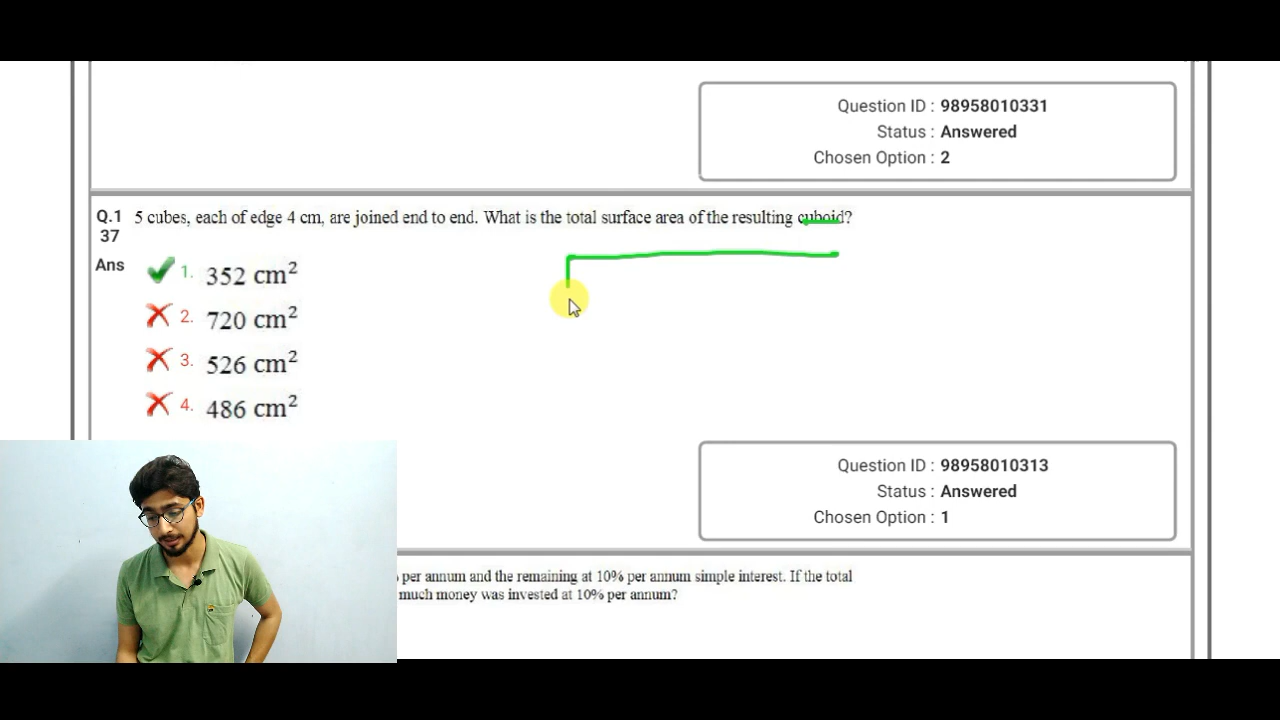 Question ID : 98958010331
Status : Answered
Chosen Option : 2
Q.1 5 cubes, each of edge 4 cm, are joined end to end. What is the total surface area of the resulting cuboid?
37
Ans
1. 352 cm²
2. 720 cm²
3. 526 cm²
4. 486 cm²
Question ID : 98958010313
Status : Answered
Chosen Option : 1
per annum and the remaining at 10% per annum simple interest. If the total
much money was invested at 10% per annum?